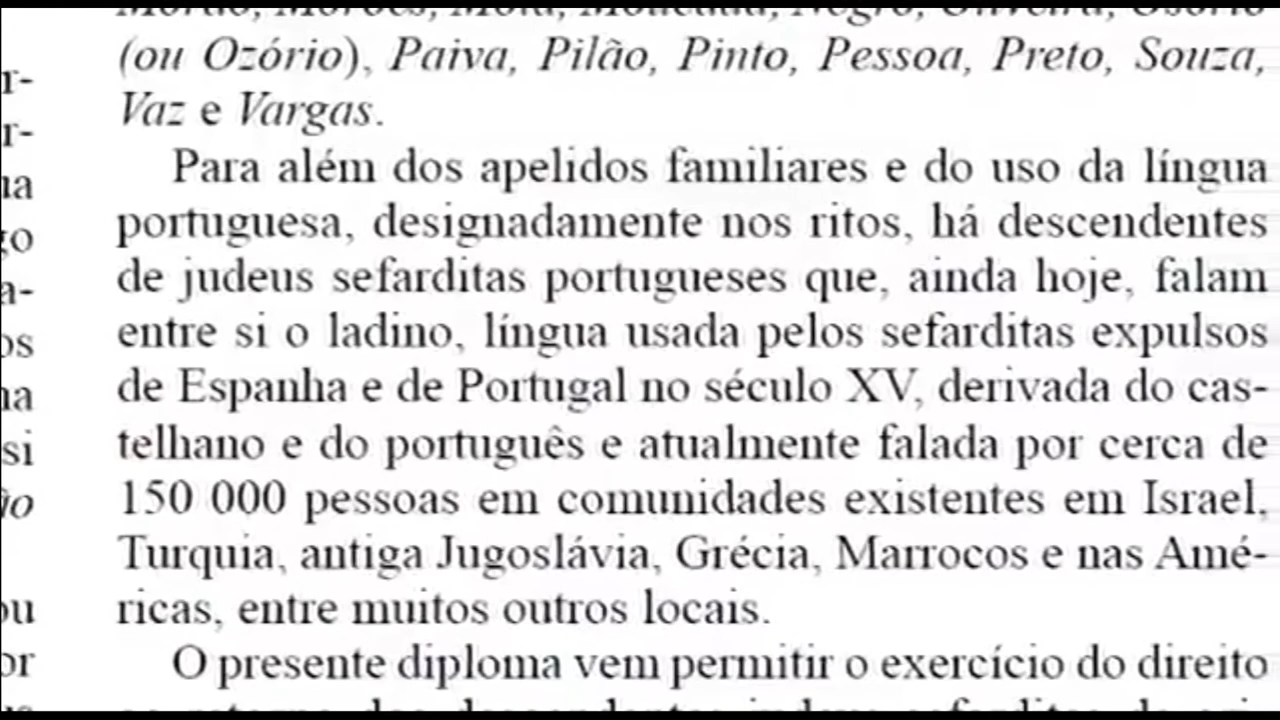 (ou Ozório), Paiva, Pilão, Pinto, Pessoa, Preto, Souza,
Vaz e Vargas.
Para além dos apelidos familiares e do uso da língua
portuguesa, designadamente nos ritos, há descendentes
de judeus sefarditas portugueses que, ainda hoje, falam
entre si o ladino, língua usada pelos sefarditas expulsos
de Espanha e de Portugal no século XV, derivada do cas-
telhano e do português e atualmente falada por cerca de
150 000 pessoas em comunidades existentes em Israel,
Turquia, antiga Jugoslávia, Grécia, Marrocos e nas Amé-
ricas, entre muitos outros locais.
O presente diploma vem permitir o exercício do direito